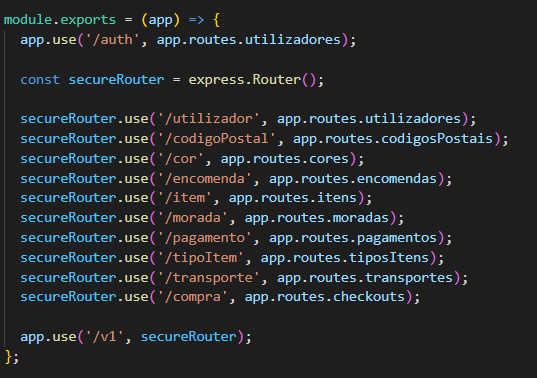 module.exports = (app) => {
  app.use('/auth', app.routes.utilizadores);

  const secureRouter = express.Router();

  secureRouter.use('/utilizador', app.routes.utilizadores);
  secureRouter.use('/codigoPostal', app.routes.codigosPostais);
  secureRouter.use('/cor', app.routes.cores);
  secureRouter.use('/encomenda', app.routes.encomendas);
  secureRouter.use('/item', app.routes.itens);
  secureRouter.use('/morada', app.routes.moradas);
  secureRouter.use('/pagamento', app.routes.pagamentos);
  secureRouter.use('/tipoItem', app.routes.tiposItens);
  secureRouter.use('/transporte', app.routes.transportes);
  secureRouter.use('/compra', app.routes.checkouts);

  app.use('/v1', secureRouter);
};